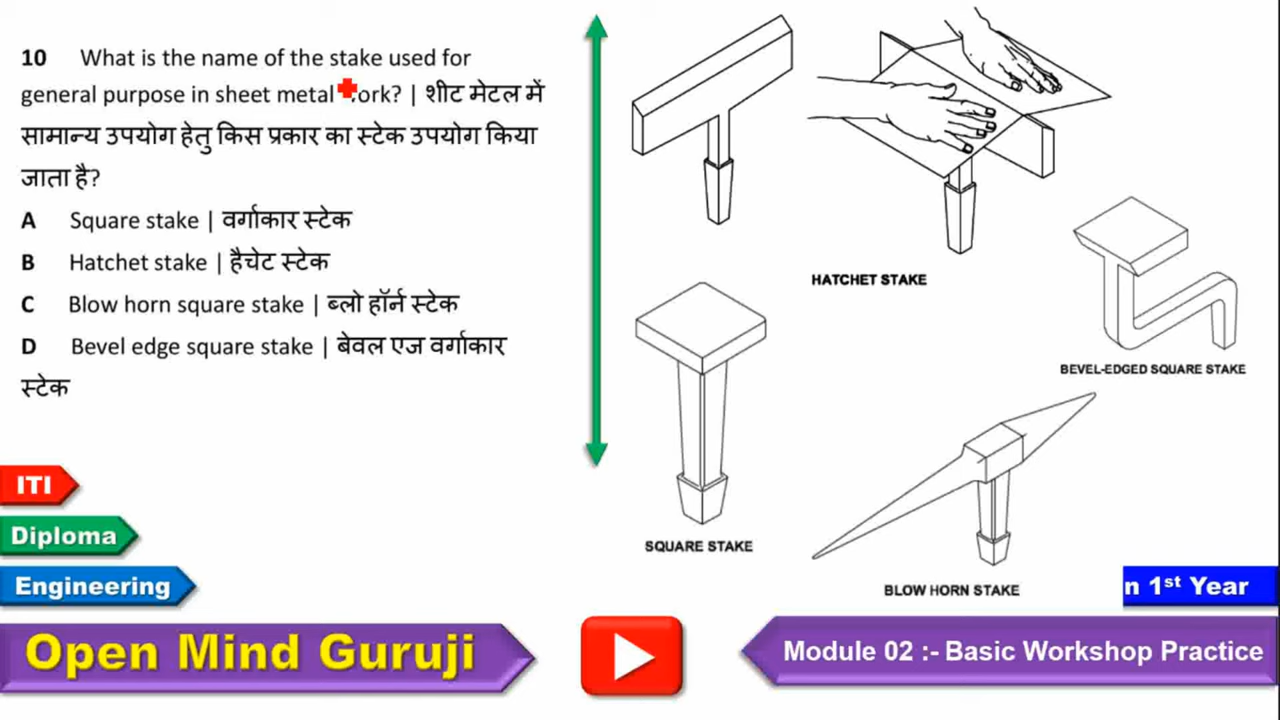 10 What is the name of the stake used for
general purpose in sheet metal ork? | शीट मेटल में
सामान्य उपयोग हेतु किस प्रकार का स्टेक उपयोग किया
जाता है?
A Square stake | वर्गाकार स्टेक
B Hatchet stake | हैचेट स्टेक
C Blow horn square stake | ब्लो हॉर्न स्टेक
D Bevel edge square stake | बेवल एज वर्गाकार
स्टेक
HATCHET STAKE
BEVEL-EDGED SQUARE STAKE
SQUARE STAKE
BLOW HORN STAKE
ITI
Diploma
Engineering
n 1st Year
Open Mind Guruji
Module 02 :- Basic Workshop Practice